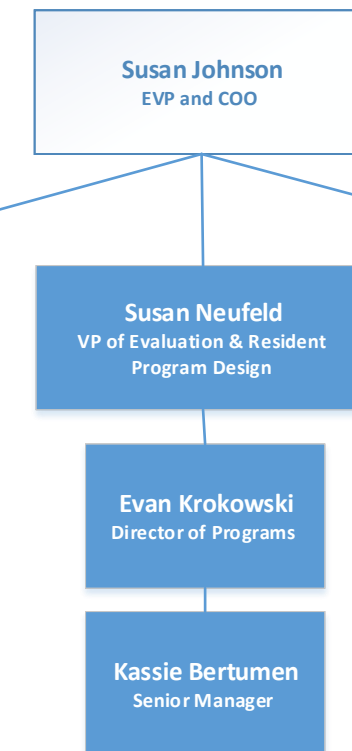 Susan Johnson
EVP and COO
Susan Neufeld
VP of Evaluation & Resident
Program Design
Evan Krokowski
Director of Programs
Kassie Bertumen
Senior Manager